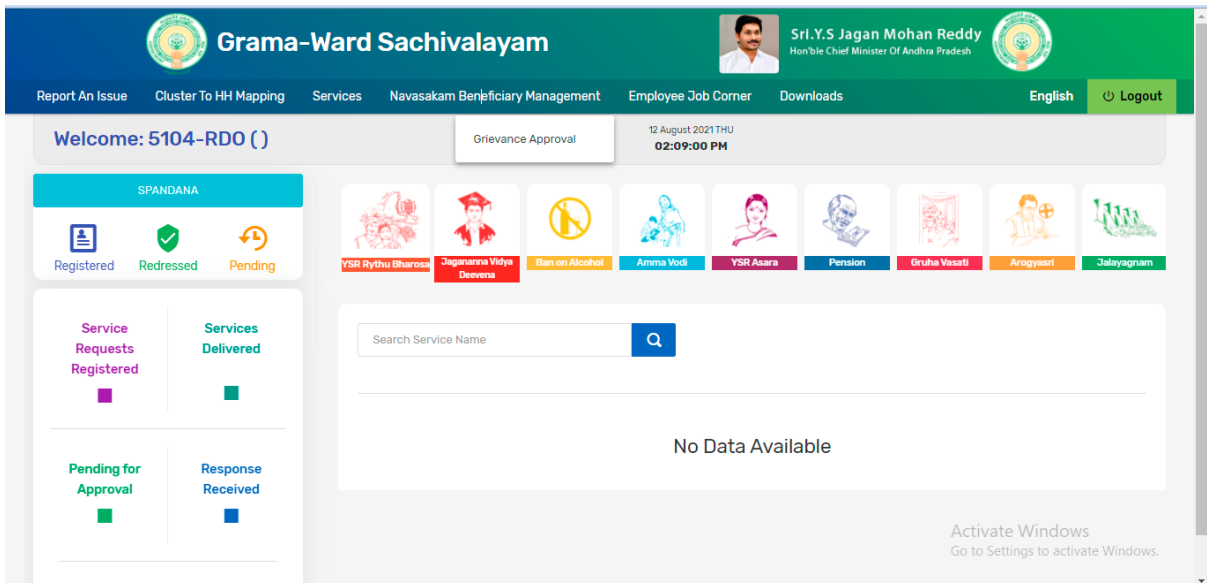 Grama-Ward Sachivalayam
Sri.Y.S Jagan Mohan Reddy
Hon'ble Chief Minister Of Andhra Pradesh
Report An Issue Cluster To HH Mapping Services Navasakam Beneficiary Management Employee Job Corner Downloads English Logout
Welcome: 5104-RDO ( )
Grievance Approval
12 August 2021 THU
02:09:00 PM
SPANDANA
Registered Redressed Pending
YSR Rythu Bharosa
Jagananna Vidya
Deevena
Ban on Alcohol
Amma Vodi
YSR Asara
Pension
Gruha Vasati
Arogyasri
Jalayagnam
Service
Requests
Registered
Services
Delivered
Search Service Name
No Data Available
Pending for
Approval
Response
Received
Activate Windows
Go to Settings to activate Windows.